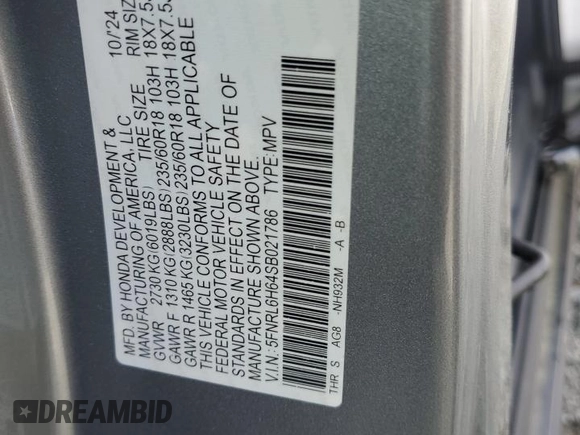 MFD. BY HONDA DEVELOPMENT &
MANUFACTURING OF AMERICA, LLC 10/'24
TIRE SIZE RIM SIZ
GVWR 2730 KG (6019LBS)
GAWR F 1310 KG (2888LBS) 235/60R18 103H 18X7.5
GAWR R 1465 KG (3230LBS) 235/60R18 103H 18X7.5
THIS VEHICLE CONFORMS TO ALL APPLICABLE
FEDERAL MOTOR VEHICLE SAFETY
STANDARDS IN EFFECT ON THE DATE OF
MANUFACTURE SHOWN ABOVE.
V.I.N.: 5FNRL6H64SB021786 TYPE: MPV
THR S AG8 -NH932M -A -B
DREAMBID